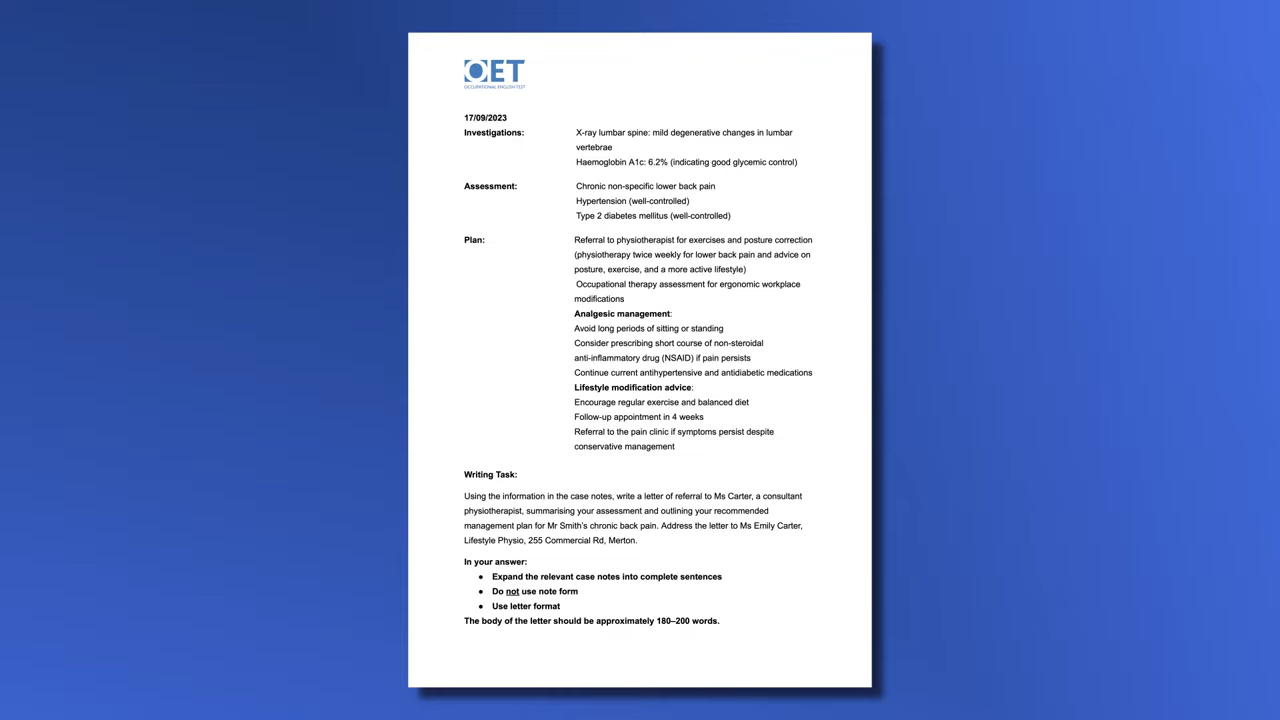 OET
OCCUPATIONAL ENGLISH TEST
17/09/2023
Investigations: X-ray lumbar spine: mild degenerative changes in lumbar
vertebrae
Haemoglobin A1c: 6.2% (indicating good glycemic control)
Assessment: Chronic non-specific lower back pain
Hypertension (well-controlled)
Type 2 diabetes mellitus (well-controlled)
Plan: Referral to physiotherapist for exercises and posture correction
(physiotherapy twice weekly for lower back pain and advice on
posture, exercise, and a more active lifestyle)
Occupational therapy assessment for ergonomic workplace
modifications
Analgesic management:
Avoid long periods of sitting or standing
Consider prescribing short course of non-steroidal
anti-inflammatory drug (NSAID) if pain persists
Continue current antihypertensive and antidiabetic medications
Lifestyle modification advice:
Encourage regular exercise and balanced diet
Follow-up appointment in 4 weeks
Referral to the pain clinic if symptoms persist despite
conservative management
Writing Task:
Using the information in the case notes, write a letter of referral to Ms Carter, a consultant
physiotherapist, summarising your assessment and outlining your recommended
management plan for Mr Smith's chronic back pain. Address the letter to Ms Emily Carter,
Lifestyle Physio, 255 Commercial Rd, Merton.
In your answer:
● Expand the relevant case notes into complete sentences
● Do not use note form
● Use letter format
The body of the letter should be approximately 180–200 words.